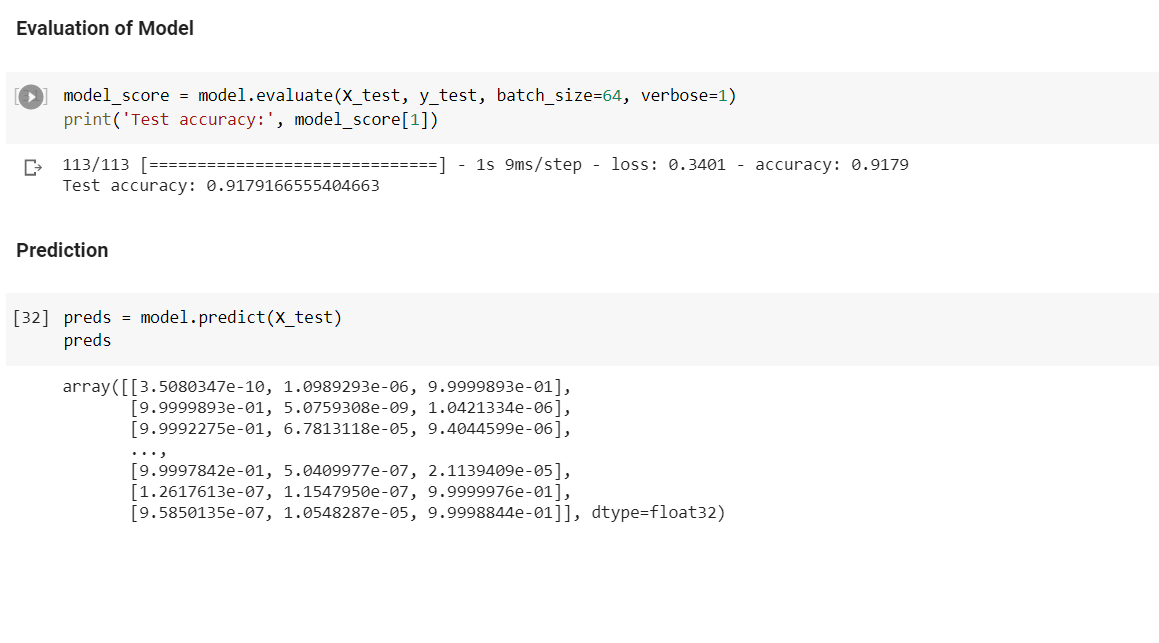 Evaluation of Model
model_score = model.evaluate(X_test, y_test, batch_size=64, verbose=1)
print('Test accuracy:', model_score[1])
113/113 [==============================] - 1s 9ms/step - loss: 0.3401 - accuracy: 0.9179
Test accuracy: 0.9179166555404663
Prediction
[32] preds = model.predict(X_test)
preds
array([[3.5080347e-10, 1.0989293e-06, 9.9999893e-01],
[9.9999893e-01, 5.0759308e-09, 1.0421334e-06],
[9.9992275e-01, 6.7813118e-05, 9.4044599e-06],
...,
[9.9997842e-01, 5.0409977e-07, 2.1139409e-05],
[1.2617613e-07, 1.1547950e-07, 9.9999976e-01],
[9.5850135e-07, 1.0548287e-05, 9.9998844e-01]], dtype=float32)